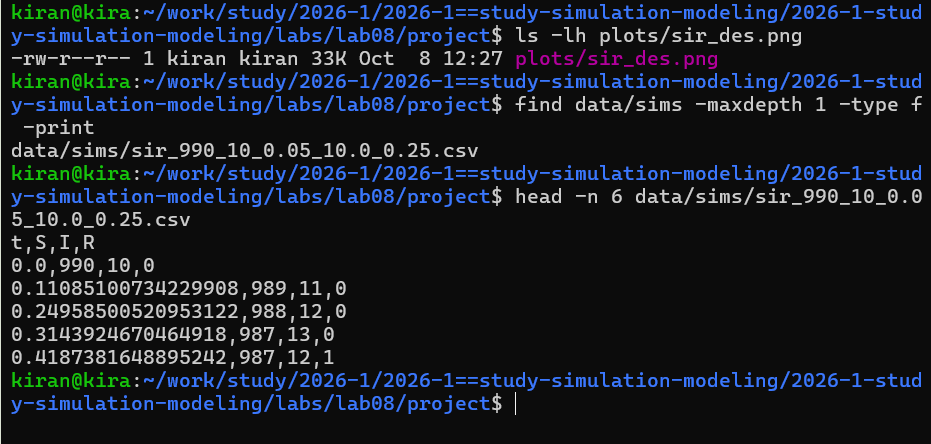 kiran@kira:~/work/study/2026-1/2026-1==study-simulation-modeling/2026-1-stud
y-simulation-modeling/labs/lab08/project$ ls -lh plots/sir_des.png
-rw-r--r-- 1 kiran kiran 33K Oct  8 12:27 plots/sir_des.png
kiran@kira:~/work/study/2026-1/2026-1==study-simulation-modeling/2026-1-stud
y-simulation-modeling/labs/lab08/project$ find data/sims -maxdepth 1 -type f
 -print
data/sims/sir_990_10_0.05_10.0_0.25.csv
kiran@kira:~/work/study/2026-1/2026-1==study-simulation-modeling/2026-1-stud
y-simulation-modeling/labs/lab08/project$ head -n 6 data/sims/sir_990_10_0.0
5_10.0_0.25.csv
t,S,I,R
0.0,990,10,0
0.11085100734229908,989,11,0
0.24958500520953122,988,12,0
0.3143924670464918,987,13,0
0.4187381648895242,987,12,1
kiran@kira:~/work/study/2026-1/2026-1==study-simulation-modeling/2026-1-stud
y-simulation-modeling/labs/lab08/project$